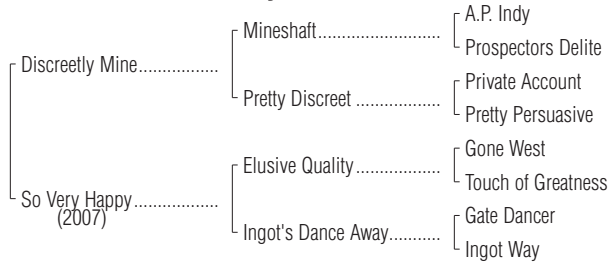 A.P. Indy
Mineshaft..........................
Prospectors Delite
Discreetly Mine.................
Private Account
Pretty Discreet ..................
Pretty Persuasive
Gone West
Elusive Quality ..................
Touch of Greatness
So Very Happy..................
(2007)
Gate Dancer
Ingot's Dance Away...........
Ingot Way